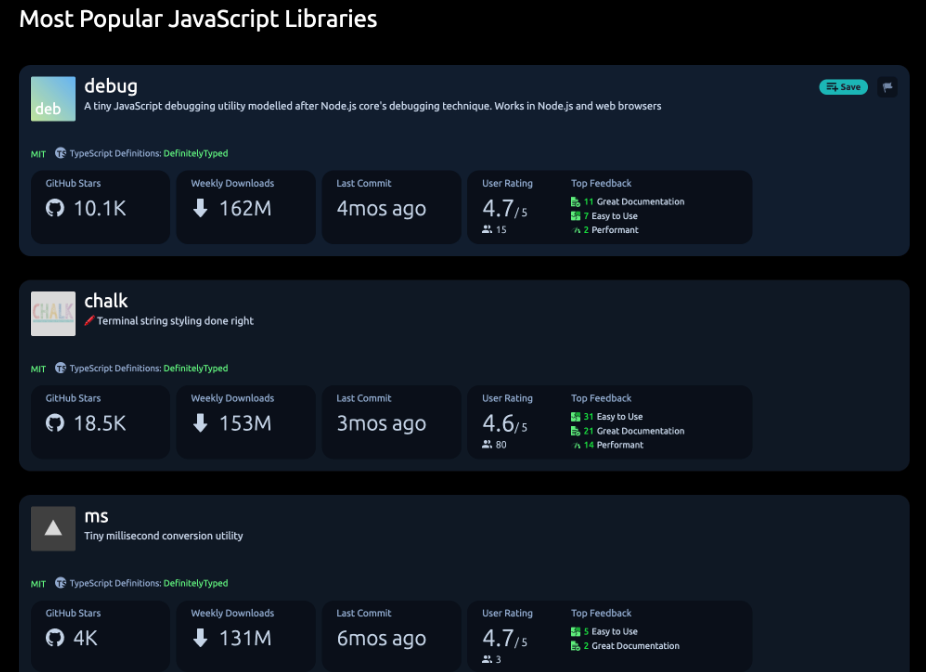 Most Popular JavaScript Libraries
deb
debug
Save
A tiny JavaScript debugging utility modelled after Node.js core's debugging technique. Works in Node.js and web browsers
MIT TS TypeScript Definitions: DefinitelyTyped
GitHub Stars Weekly Downloads Last Commit User Rating Top Feedback
10.1K 162M 4mos ago 4.7/5 11 Great Documentation
7 Easy to Use
15 2 Performant
CHALK
chalk
Terminal string styling done right
MIT TS TypeScript Definitions: DefinitelyTyped
GitHub Stars Weekly Downloads Last Commit User Rating Top Feedback
18.5K 153M 3mos ago 4.6/5 31 Easy to Use
21 Great Documentation
80 14 Performant
ms
Tiny millisecond conversion utility
MIT TS TypeScript Definitions: DefinitelyTyped
GitHub Stars Weekly Downloads Last Commit User Rating Top Feedback
4K 131M 6mos ago 4.7/5 5 Easy to Use
2 Great Documentation
3